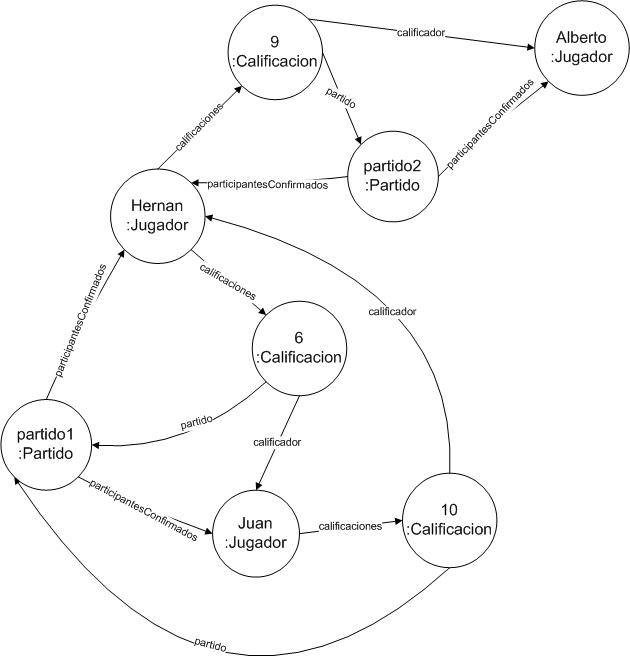 9
:Calificacion
calificador
Alberto
:Jugador
partido
calificaciones
participantesConfirmados
partido2
:Partido
participantesConfirmados
Hernan
:Jugador
calificaciones
participantesConfirmados
calificador
6
:Calificacion
partido
calificador
partido1
:Partido
participantesConfirmados
Juan
:Jugador
calificaciones
10
:Calificacion
partido